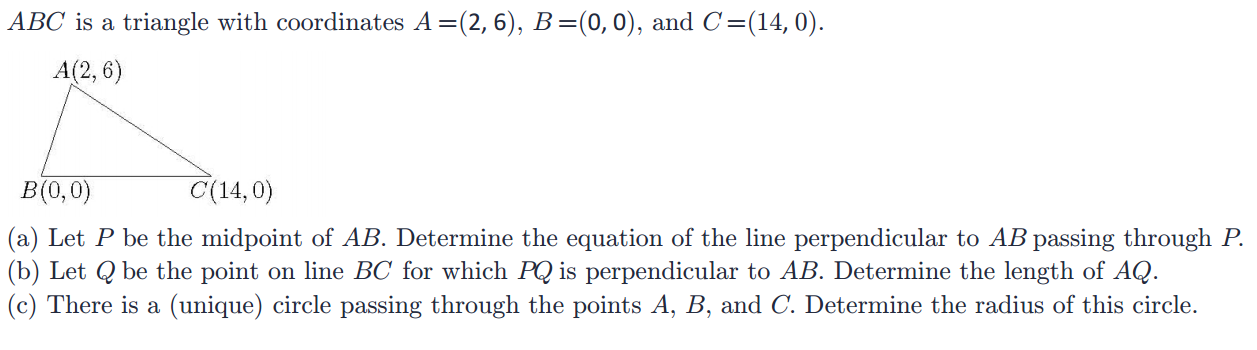 ABC is a triangle with coordinates A=(2, 6), B=(0, 0), and C=(14, 0).
A(2, 6)
B(0, 0)
C(14, 0)
(a) Let P be the midpoint of AB. Determine the equation of the line perpendicular to AB passing through P.
(b) Let Q be the point on line BC for which PQ is perpendicular to AB. Determine the length of AQ.
(c) There is a (unique) circle passing through the points A, B, and C. Determine the radius of this circle.